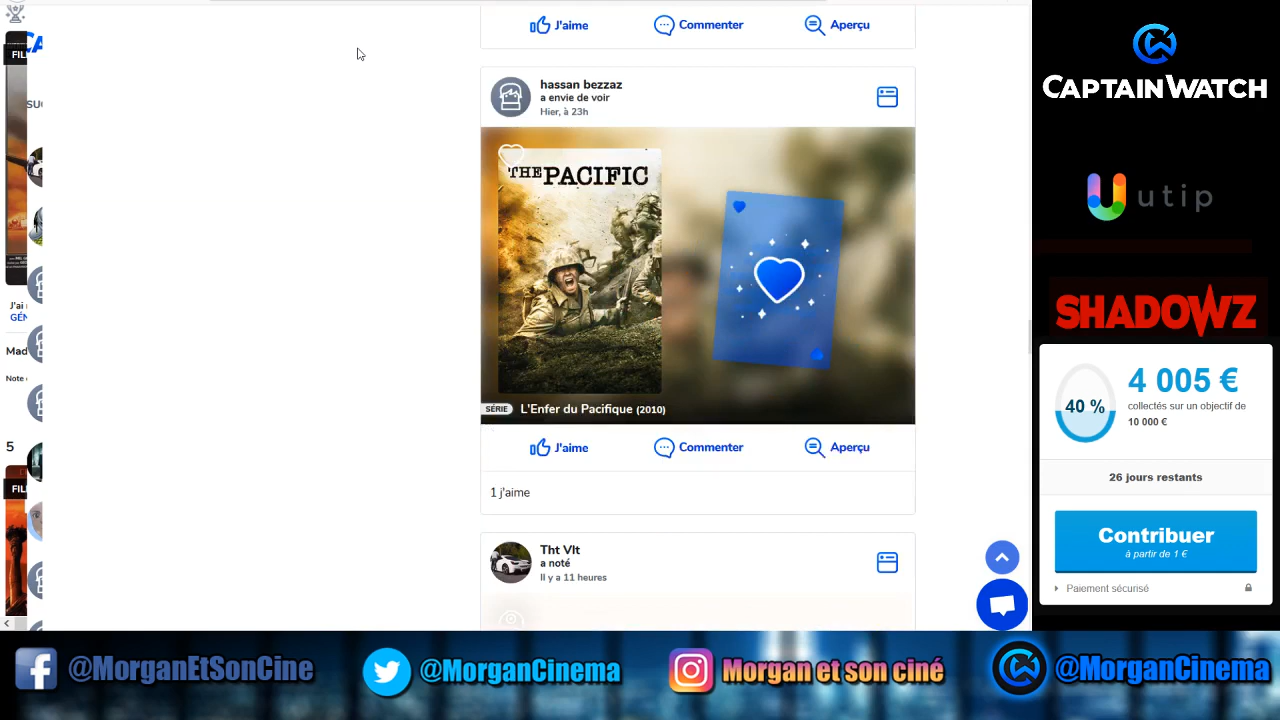 J'aime
Commenter
Aperçu
hassan bezzaz
a envie de voir
Hier, à 23h
THE PACIFIC
SÉRIE L'Enfer du Pacifique (2010)
J'aime
Commenter
Aperçu
1 j'aime
Tht Vlt
a noté
Il y a 11 heures
FIL
CA
SUG
J'ai
GÉN
Mad
Note
5
FIL
CAPTAINWATCH
utip
SHADOWZ
40 %
4 005 €
collectés sur un objectif de
10 000 €
26 jours restants
Contribuer
à partir de 1 €
Paiement sécurisé
@MorganEtSonCine
@MorganCinema
Morgan et son ciné
@MorganCinema